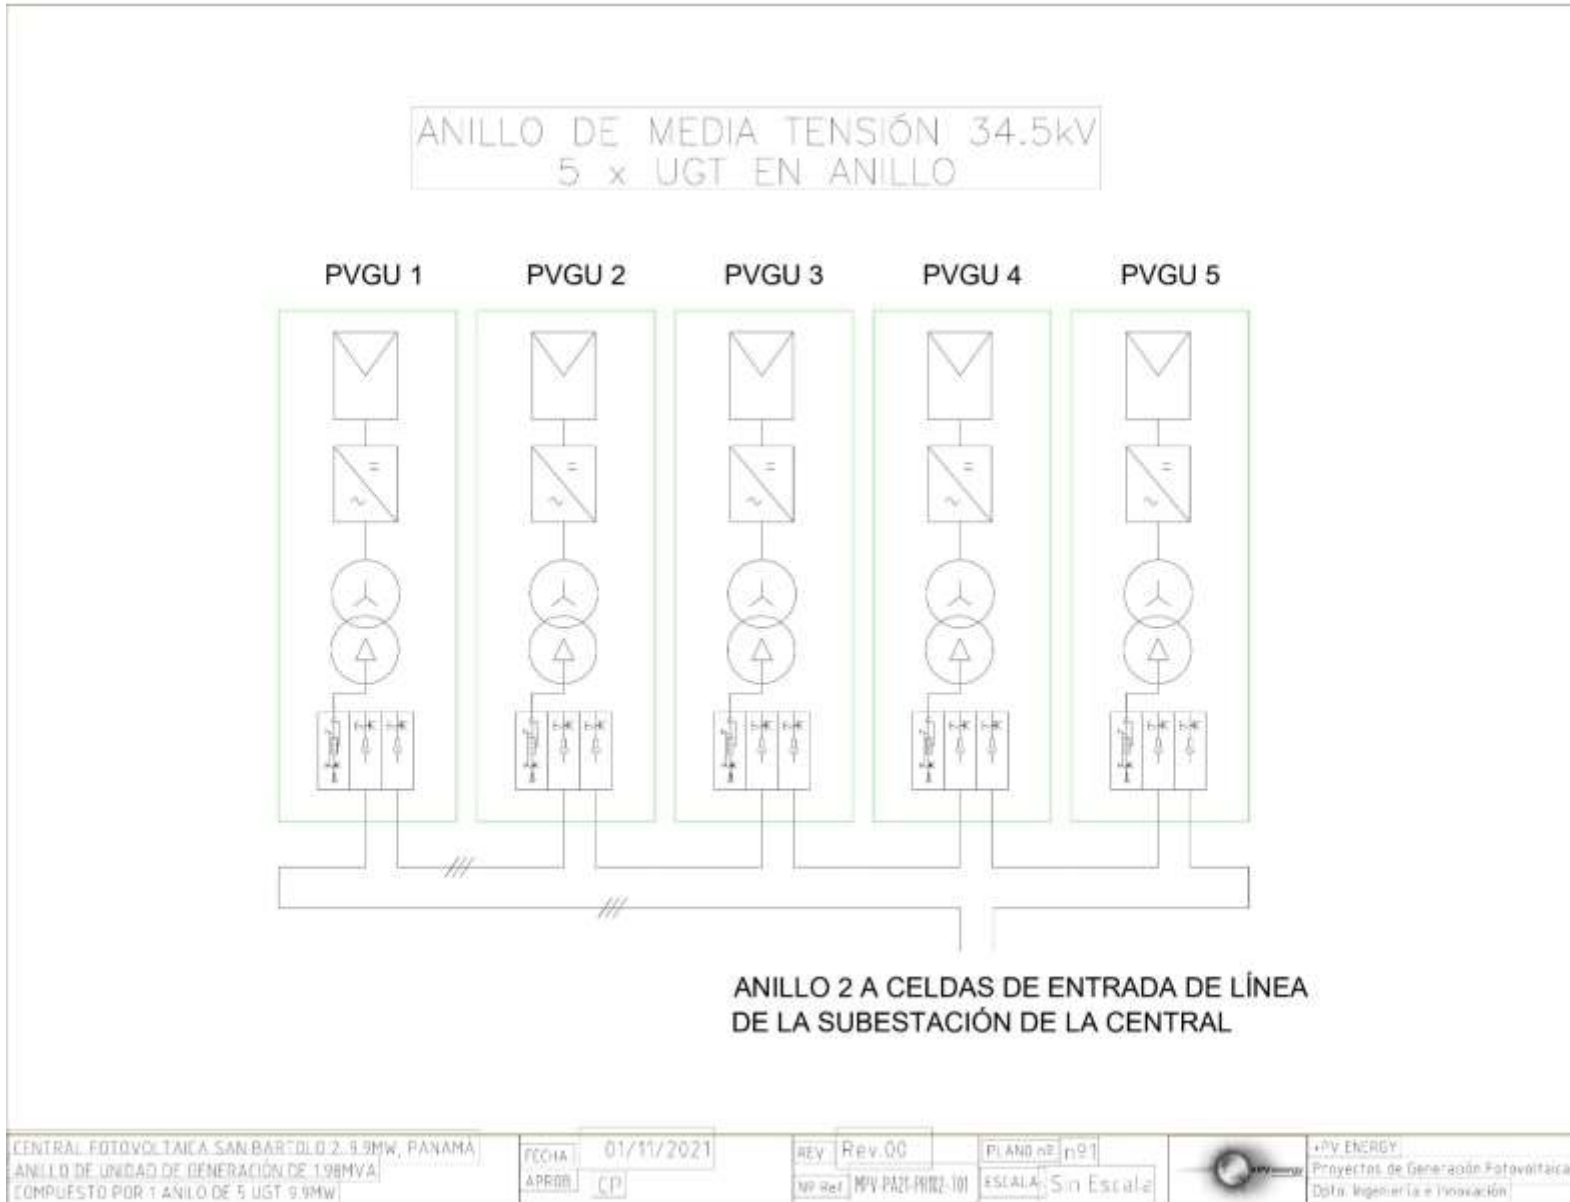 ANILLO DE MEDIA TENSIÓN 34.5kV
5 x UGT EN ANILLO
PVGU 1
PVGU 2
PVGU 3
PVGU 4
PVGU 5
ANILLO 2 A CELDAS DE ENTRADA DE LÍNEA
DE LA SUBESTACIÓN DE LA CENTRAL
CENTRAL FOTOVOLTAICA SAN BARTOLO 2. 9.9MW, PANAMÁ
ANILLO DE UNIDAD DE GENERACIÓN DE 1.98MVA
COMPUESTO POR 1 ANILO DE 5 UGT 9.9MW
FECHA 01/11/2021
APROB. CP
REV Rev.00
Nº Ref
PLANO nº nº1
ESCALA Sin Escala
+PV ENERGY
Proyectos de Generación Fotovoltaica
Dpto. Ingeniería e Innovación